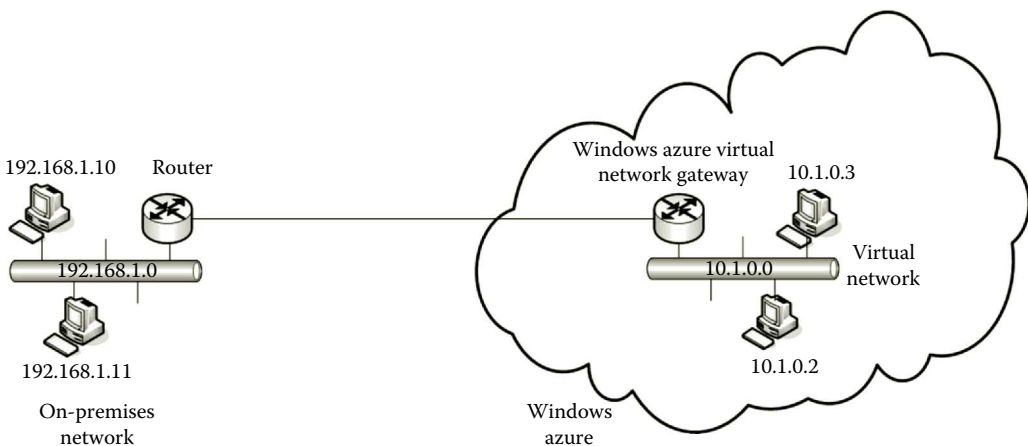 192.168.1.10
Router
192.168.1.0
192.168.1.11
On-premises
network
Windows azure virtual
network gateway
10.1.0.3
10.1.0.0
Virtual
network
10.1.0.2
Windows
azure